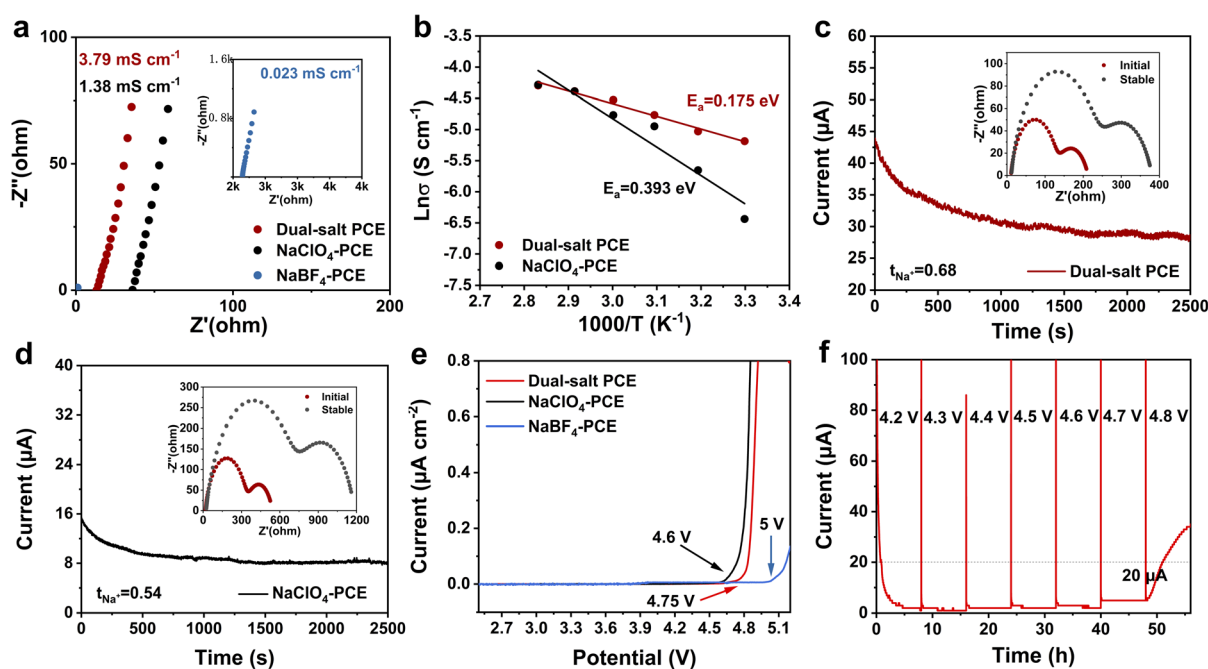 a
100
75
50
25
0
-Z''(ohm)
0
50
100
150
200
Z'(ohm)
3.79 mS cm⁻¹
1.38 mS cm⁻¹
1.6k
0.8k
-Z''(ohm)
0.023 mS cm⁻¹
2k
2k
3k
3k
4k
4k
Z'(ohm)
Dual-salt PCE
NaClO₄-PCE
NaBF₄-PCE
b
-3.5
-4.0
-4.5
-5.0
-5.5
-6.0
-6.5
-7.0
-7.5
Lnσ (S cm⁻¹)
Eₐ=0.175 eV
Eₐ=0.393 eV
Dual-salt PCE
NaClO₄-PCE
2.7
2.8
2.9
3.0
3.1
3.2
3.3
3.4
1000/T (K⁻¹)
c
60
55
50
45
40
35
30
25
20
Current (μA)
100
80
60
40
20
0
-Z''(ohm)
Initial
Stable
0
100
200
300
400
Z'(ohm)
t_Na⁺=0.68
Dual-salt PCE
0
500
1000
1500
2000
2500
Time (s)
d
40
32
24
16
8
0
Current (μA)
300
250
200
150
100
50
0
-Z''(ohm)
Initial
Stable
0
300
600
900
1200
Z'(ohm)
t_Na⁺=0.54
NaClO₄-PCE
0
500
1000
1500
2000
2500
Time (s)
e
0.8
0.6
0.4
0.2
0.0
Current (μA cm⁻²)
Dual-salt PCE
NaClO₄-PCE
NaBF₄-PCE
4.6 V
5 V
4.75 V
2.7
3.0
3.3
3.6
3.9
4.2
4.5
4.8
5.1
Potential (V)
f
100
80
60
40
20
0
Current (μA)
4.2 V
4.3 V
4.4 V
4.5 V
4.6 V
4.7 V
4.8 V
20 μA
0
10
20
30
40
50
Time (h)